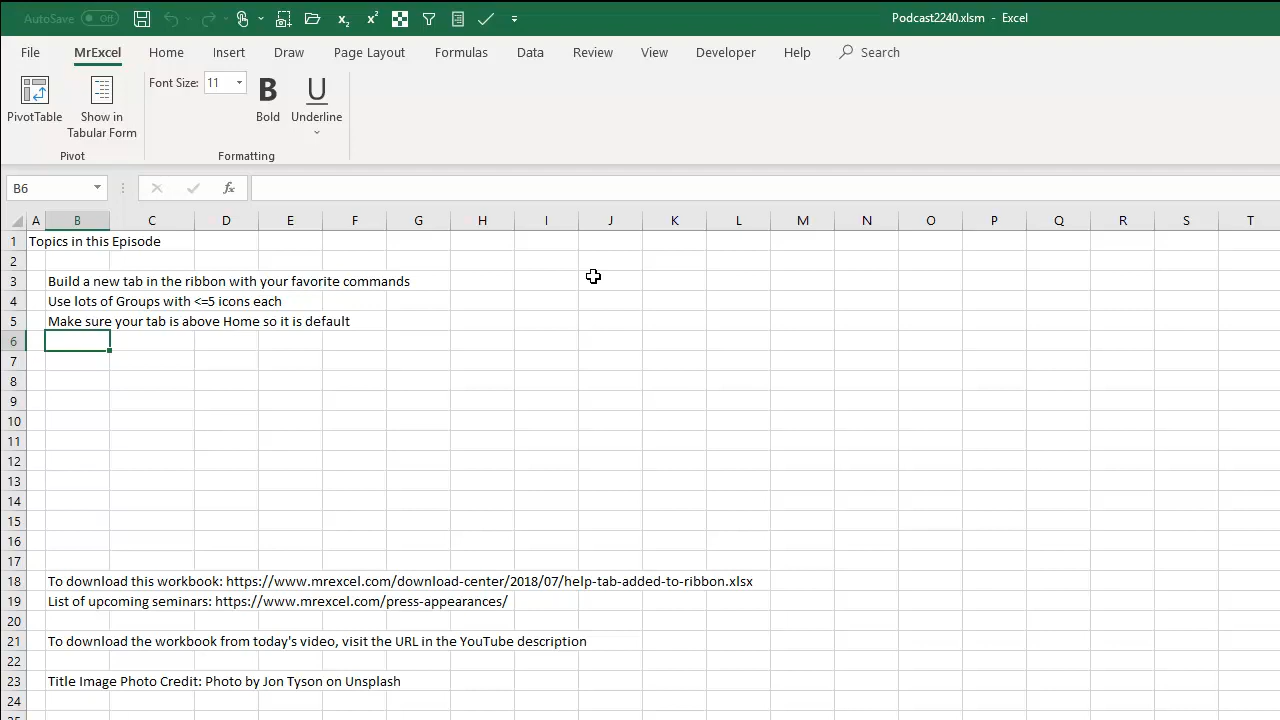 AutoSave Off Podcast2240.xlsm - Excel
File MrExcel Home Insert Draw Page Layout Formulas Data Review View Developer Help Search
PivotTable Show in Tabular Form Font Size: 11 B Bold U Underline
Pivot Formatting
B6 fx
A B C D E F G H I J K L M N O P Q R S T
1 Topics in this Episode
2
3 Build a new tab in the ribbon with your favorite commands
4 Use lots of Groups with <=5 icons each
5 Make sure your tab is above Home so it is default
6
7
8
9
10
11
12
13
14
15
16
17
18 To download this workbook: https://www.mrexcel.com/download-center/2018/07/help-tab-added-to-ribbon.xlsx
19 List of upcoming seminars: https://www.mrexcel.com/press-appearances/
20
21 To download the workbook from today's video, visit the URL in the YouTube description
22
23 Title Image Photo Credit: Photo by Jon Tyson on Unsplash
24